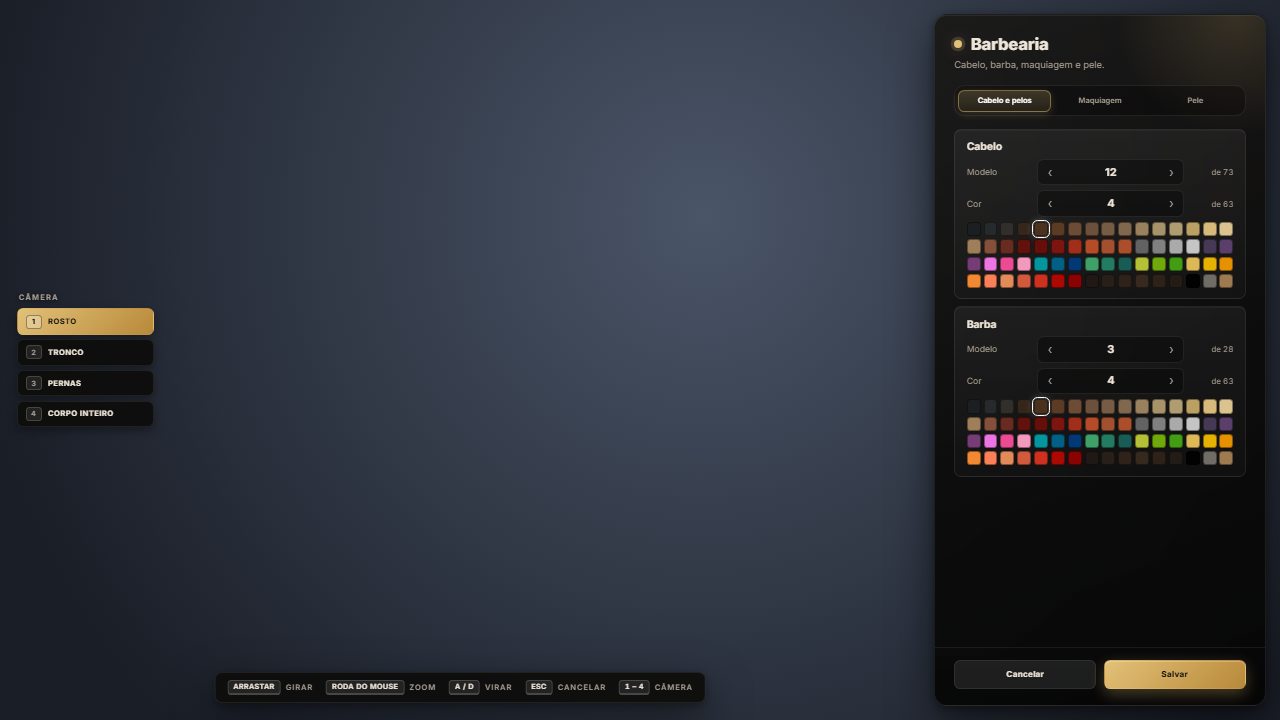 Barbearia
Cabelo, barba, maquiagem e pele.
Cabelo e pelos Maquiagem Pele
Cabelo
Modelo ‹ 12 › de 73
Cor ‹ 4 › de 63
Barba
Modelo ‹ 3 › de 28
Cor ‹ 4 › de 63
Cancelar Salvar
CÂMERA
1 ROSTO
2 TRONCO
3 PERNAS
4 CORPO INTEIRO
ARRASTAR GIRAR RODA DO MOUSE ZOOM A / D VIRAR ESC CANCELAR 1 – 4 CÂMERA